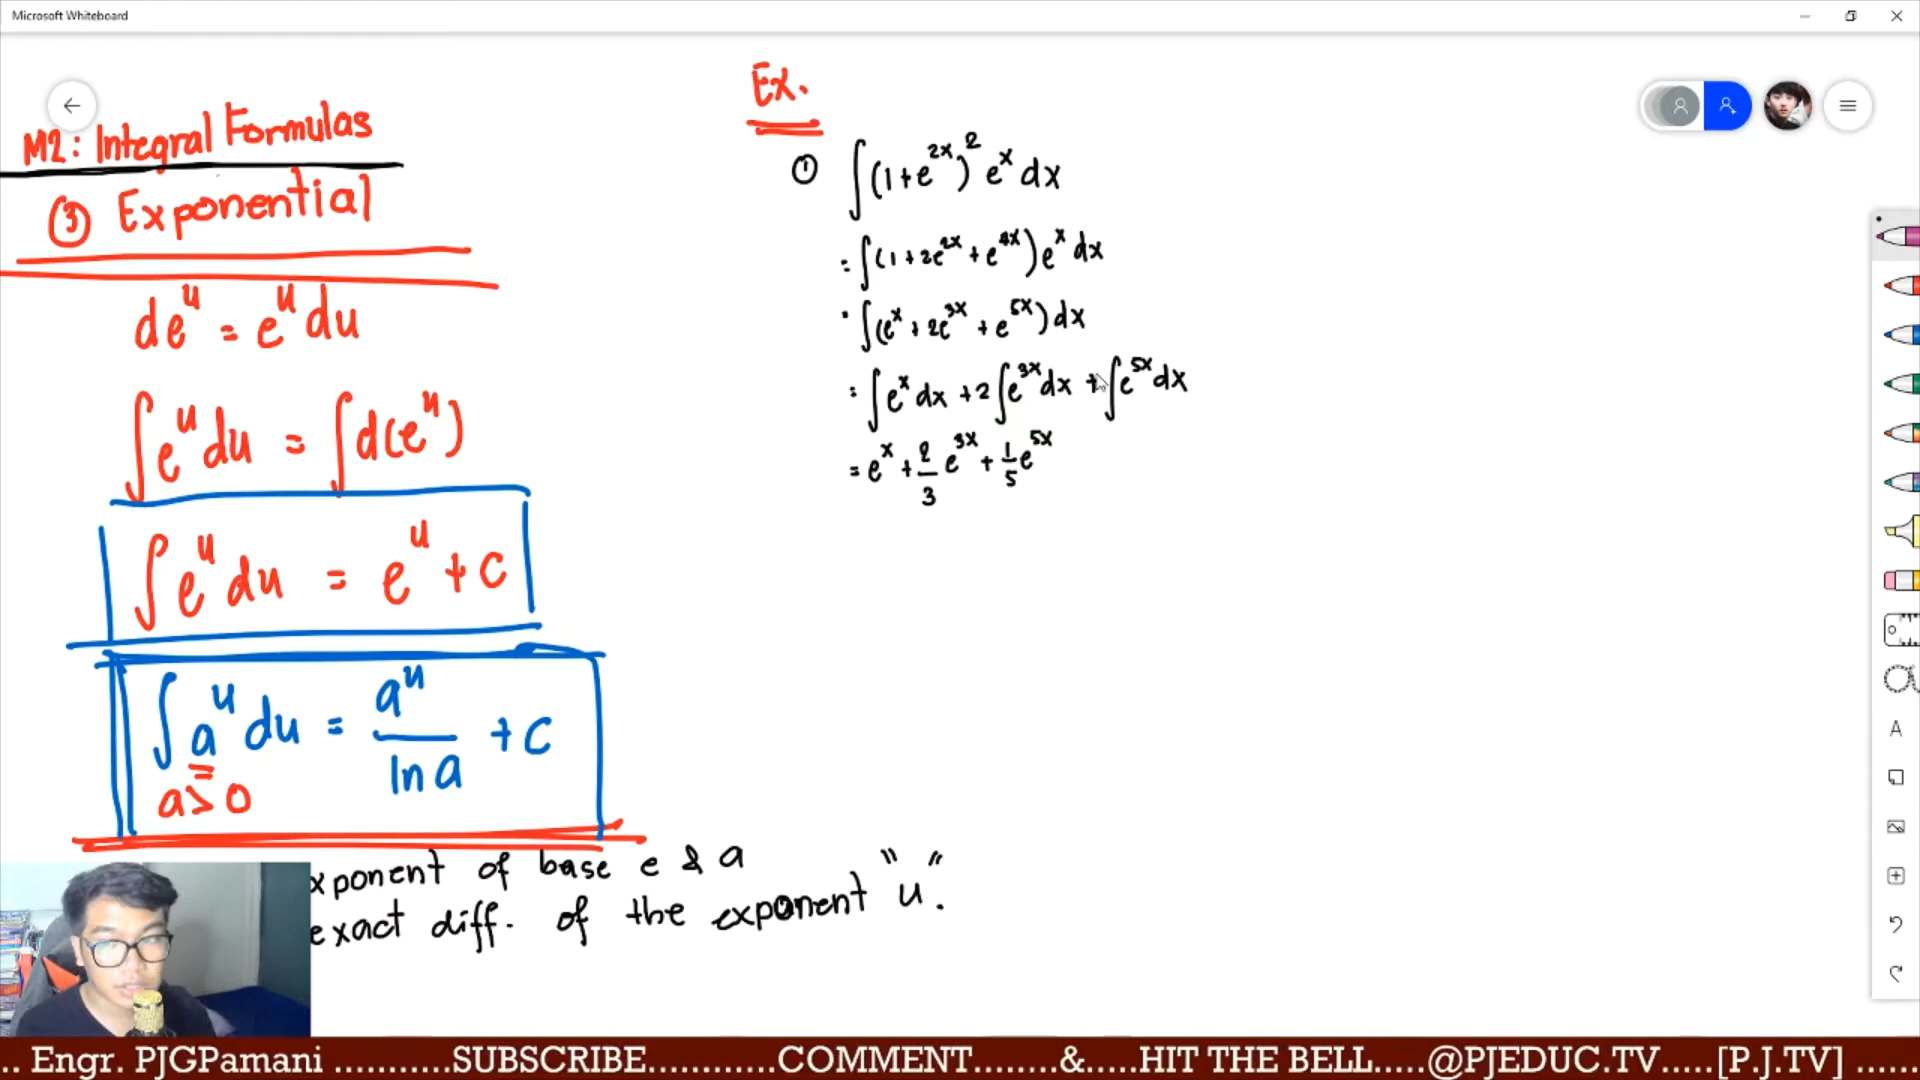 Microsoft Whiteboard
M2: Integral Formulas
③ Exponential
de^u = e^u du
∫e^u du = ∫d(e^u)
∫e^u du = e^u + c
∫a^u du = a^u / ln a + c
a > 0
xponent of base e & a
exact diff. of the exponent "u".
Ex.
① ∫(1+e^2x)^2 e^x dx
= ∫(1+2e^2x + e^4x) e^x dx
= ∫(e^x + 2e^3x + e^5x) dx
= ∫e^x dx + 2∫e^3x dx + ∫e^5x dx
= e^x + 2/3 e^3x + 1/5 e^5x
.. Engr. PJGPamani ...........SUBSCRIBE............COMMENT.......&....HIT THE BELL.....@PJEDUC.TV.....[P.J.TV] .......